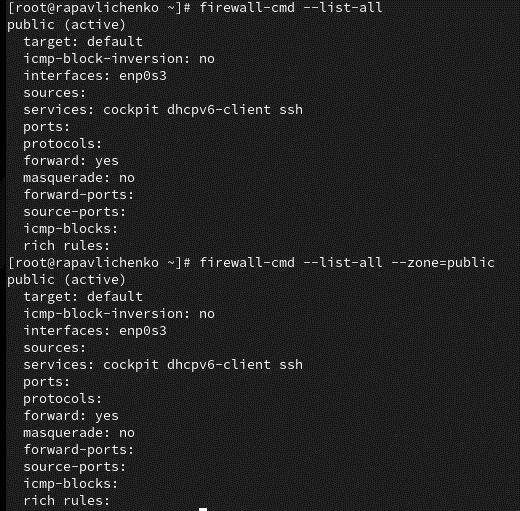 [root@rapavlichenko ~]# firewall-cmd --list-all
public (active)
  target: default
  icmp-block-inversion: no
  interfaces: enp0s3
  sources:
  services: cockpit dhcpv6-client ssh
  ports:
  protocols:
  forward: yes
  masquerade: no
  forward-ports:
  source-ports:
  icmp-blocks:
  rich rules:
[root@rapavlichenko ~]# firewall-cmd --list-all --zone=public
public (active)
  target: default
  icmp-block-inversion: no
  interfaces: enp0s3
  sources:
  services: cockpit dhcpv6-client ssh
  ports:
  protocols:
  forward: yes
  masquerade: no
  forward-ports:
  source-ports:
  icmp-blocks:
  rich rules: